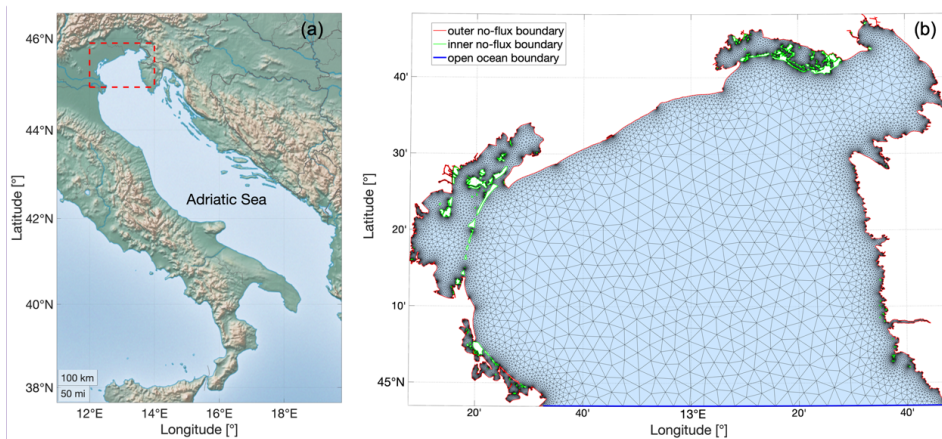 (a)
46°N
44°N
42°N
40°N
38°N
Latitude [°]
Adriatic Sea
100 km
50 mi
12°E
14°E
16°E
18°E
Longitude [°]
(b)
outer no-flux boundary
inner no-flux boundary
open ocean boundary
40'
30'
20'
10'
45°N
Latitude [°]
20'
40'
13°E
20'
40'
Longitude [°]